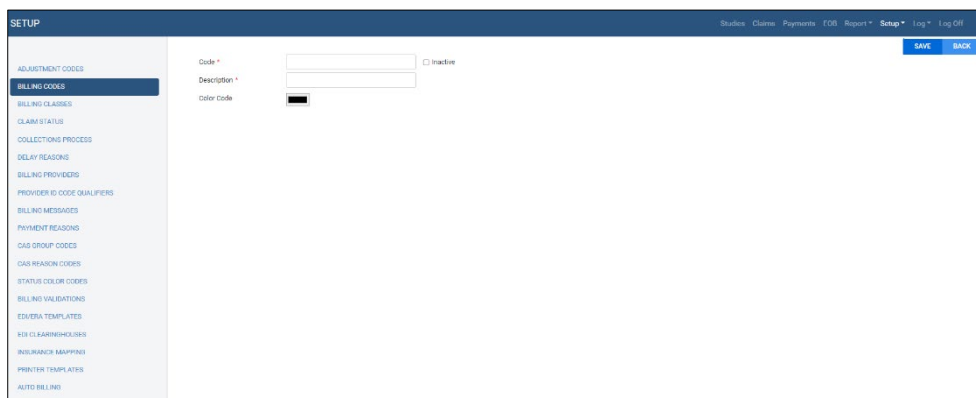 SETUP
Studies Claims Payments EOB Report Setup Log Log Off
SAVE BACK
ADJUSTMENT CODES
BILLING CODES
BILLING CLASSES
CLAIM STATUS
COLLECTIONS PROCESS
DELAY REASONS
BILLING PROVIDERS
PROVIDER ID CODE QUALIFIERS
BILLING MESSAGES
PAYMENT REASONS
CAS GROUP CODES
CAS REASON CODES
STATUS COLOR CODES
BILLING VALIDATIONS
EDI/ERA TEMPLATES
EDI CLEARINGHOUSES
INSURANCE MAPPING
PRINTER TEMPLATES
AUTO BILLING
Code *
Inactive
Description *
Color Code